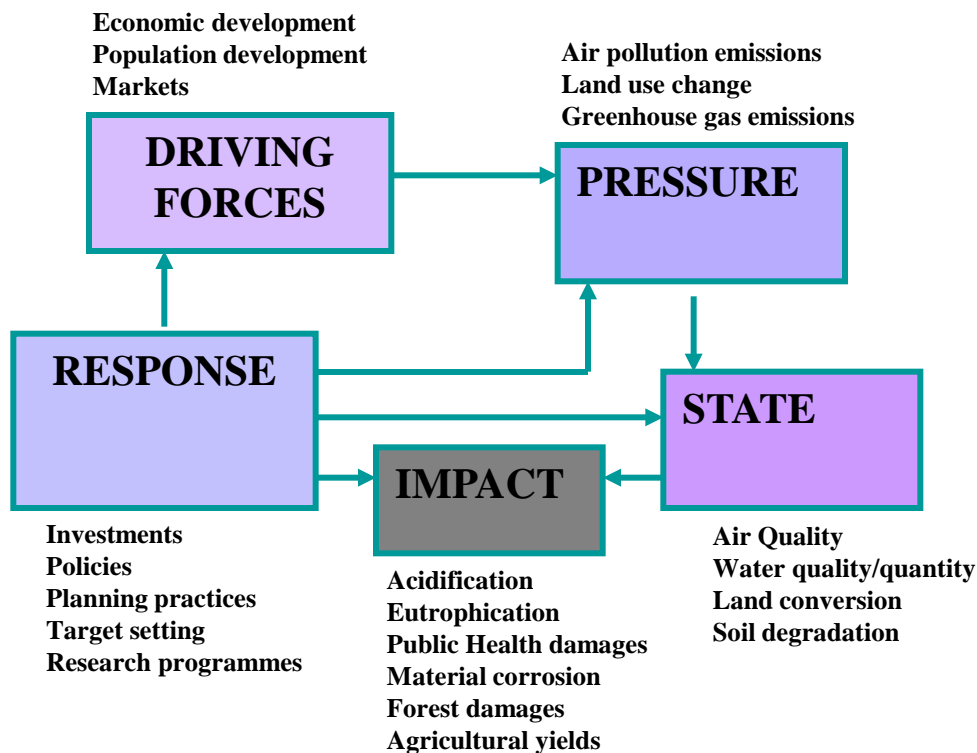 Economic development
Population development
Markets
Air pollution emissions
Land use change
Greenhouse gas emissions
DRIVING
FORCES
PRESSURE
RESPONSE
STATE
IMPACT
Investments
Policies
Planning practices
Target setting
Research programmes
Acidification
Eutrophication
Public Health damages
Material corrosion
Forest damages
Agricultural yields
Air Quality
Water quality/quantity
Land conversion
Soil degradation